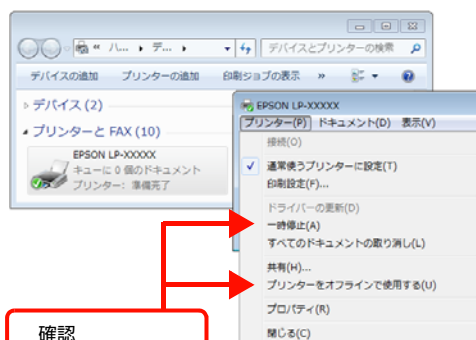 « ハ... ▸ デ... ▸
デバイスとプリンターの検索
デバイスの追加 プリンターの追加 印刷ジョブの表示 »
デバイス (2)
プリンターと FAX (10)
EPSON LP-XXXXX
キューに 0 個のドキュメント
プリンター: 準備完了
EPSON LP-XXXXX
プリンター(P) ドキュメント(D) 表示(V)
接続(O)
通常使うプリンターに設定(T)
印刷設定(F)...
ドライバーの更新(D)
一時停止(A)
すべてのドキュメントの取り消し(L)
共有(H)...
プリンターをオフラインで使用する(U)
プロパティ(R)
閉じる(C)
確認